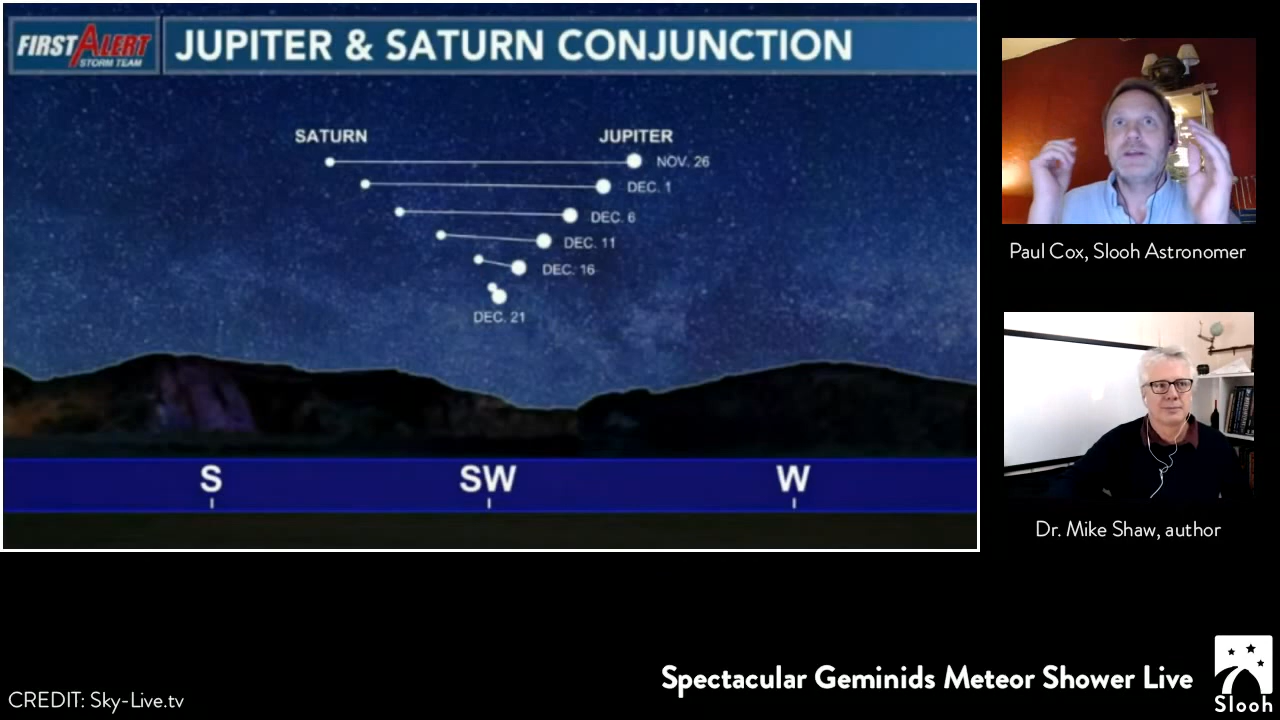 FIRST ALERT
STORM TEAM
JUPITER & SATURN CONJUNCTION
SATURN
JUPITER
NOV. 26
DEC. 1
DEC. 6
DEC. 11
DEC. 16
DEC. 21
S
SW
W
Paul Cox, Slooh Astronomer
Dr. Mike Shaw, author
Spectacular Geminids Meteor Shower Live
Slooh
CREDIT: Sky-Live.tv